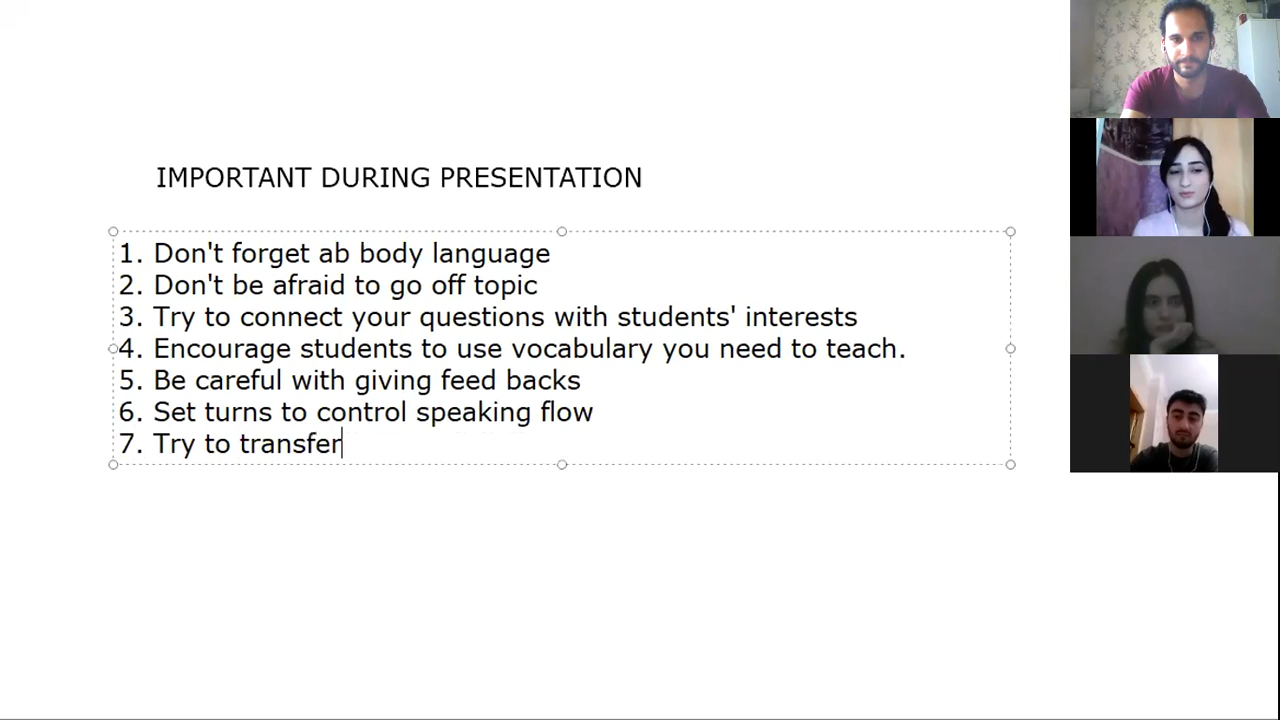 IMPORTANT DURING PRESENTATION
1. Don't forget ab body language
2. Don't be afraid to go off topic
3. Try to connect your questions with students' interests
4. Encourage students to use vocabulary you need to teach.
5. Be careful with giving feed backs
6. Set turns to control speaking flow
7. Try to transfer